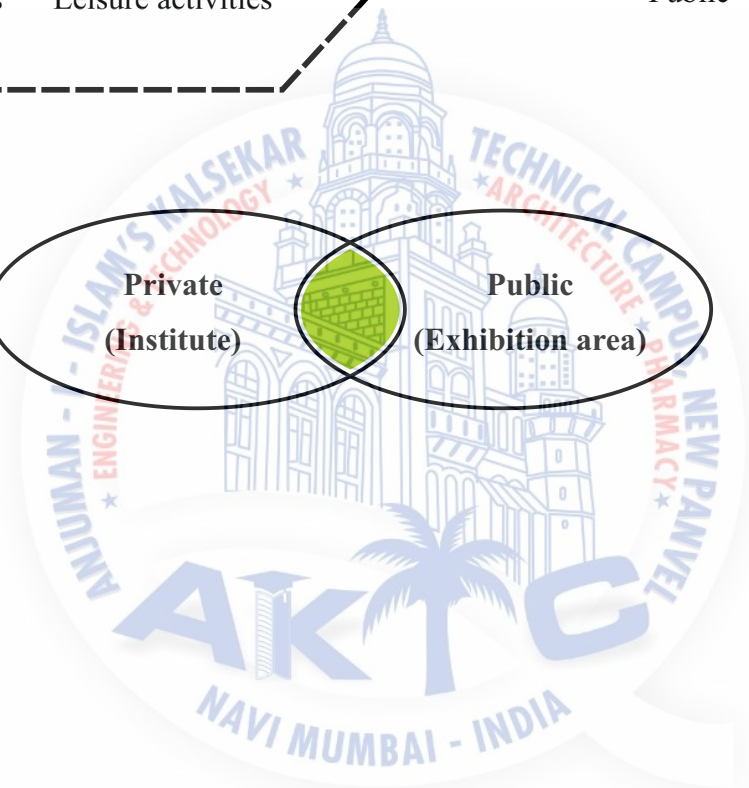 Leisure activities
Public
Private
(Institute)
Public
(Exhibition area)
ANJUMAN - I - ISLAM'S KALSEKAR TECHNICAL CAMPUS, NEW PANVEL
ENGINEERING & TECHNOLOGY ★ ★ ARCHITECTURE ★ PHARMACY ★
AKTC
NAVI MUMBAI - INDIA